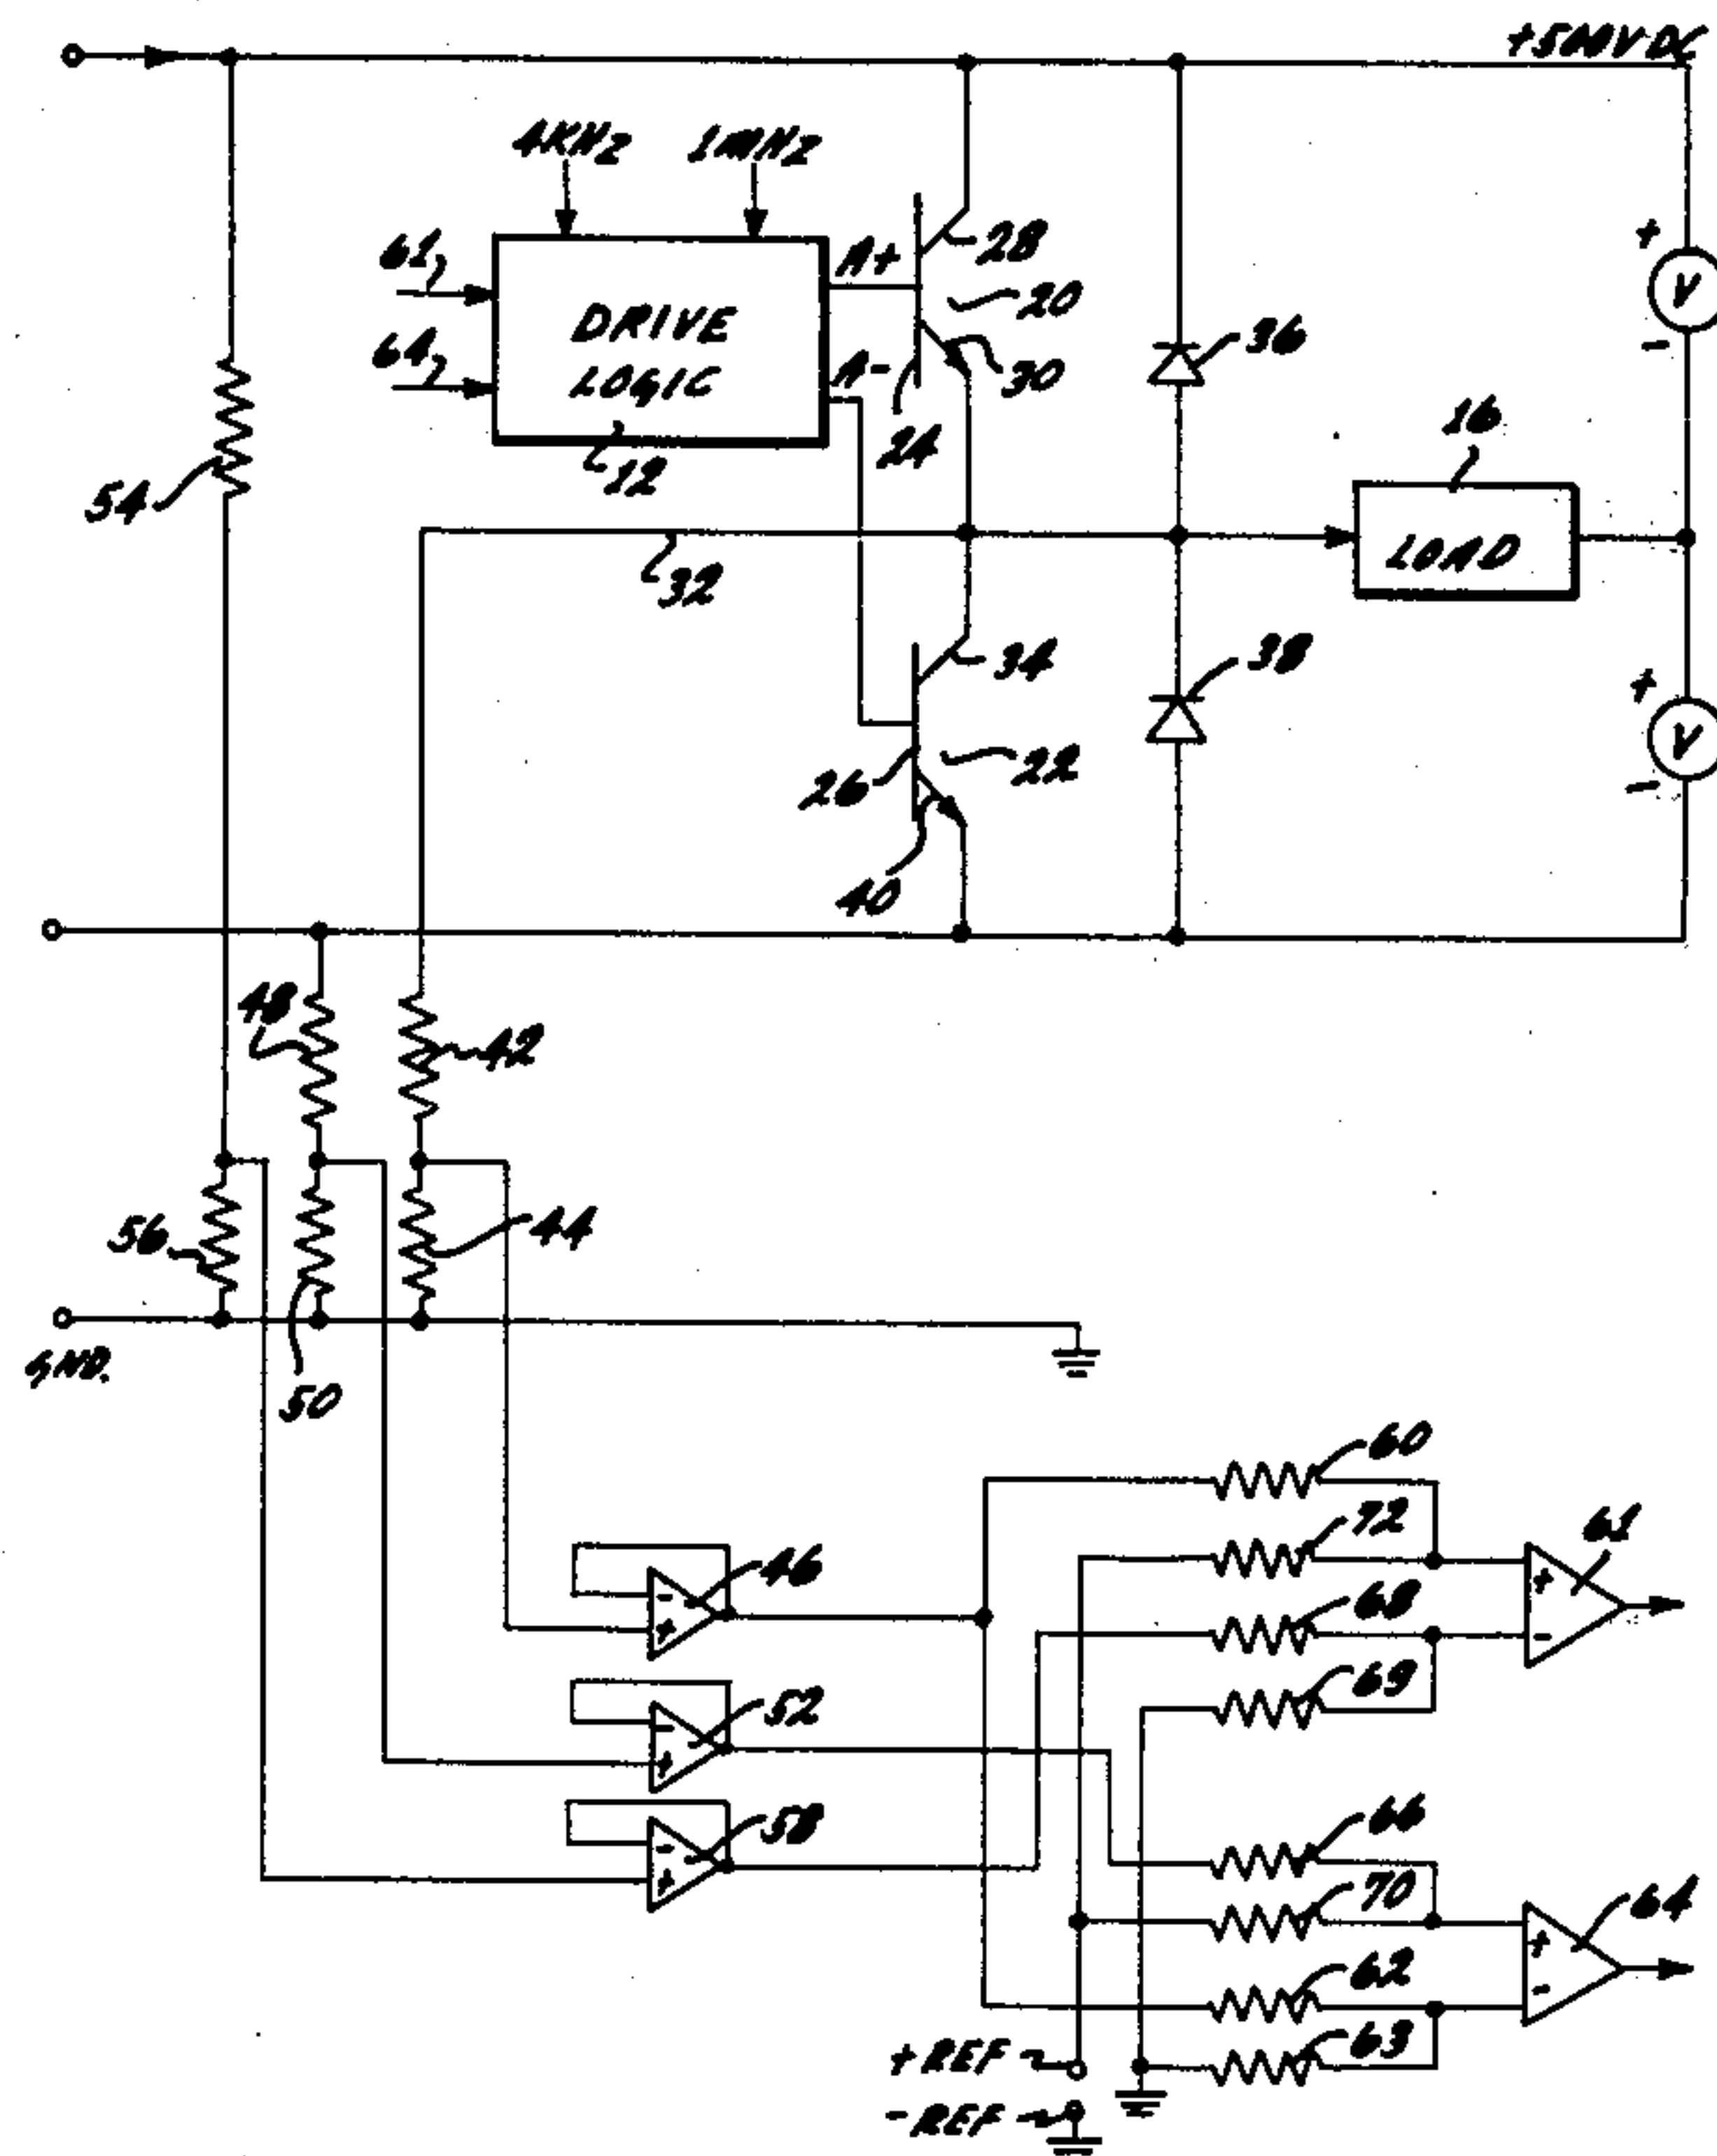 +500V DC
4KHz 1MHz
61 A+ 28
20
DRIVE
LOGIC
64 A- 30 36
24
12
16
54
LOAD
32
34 38
26 22
40
48 42
56 44
GND.
50
60
72 61
46 68
69
52
58 66
70 64
62
63
+REF
-REF
+
V
-
+
V
-
-
+
-
+
-
+
+
-
+
-